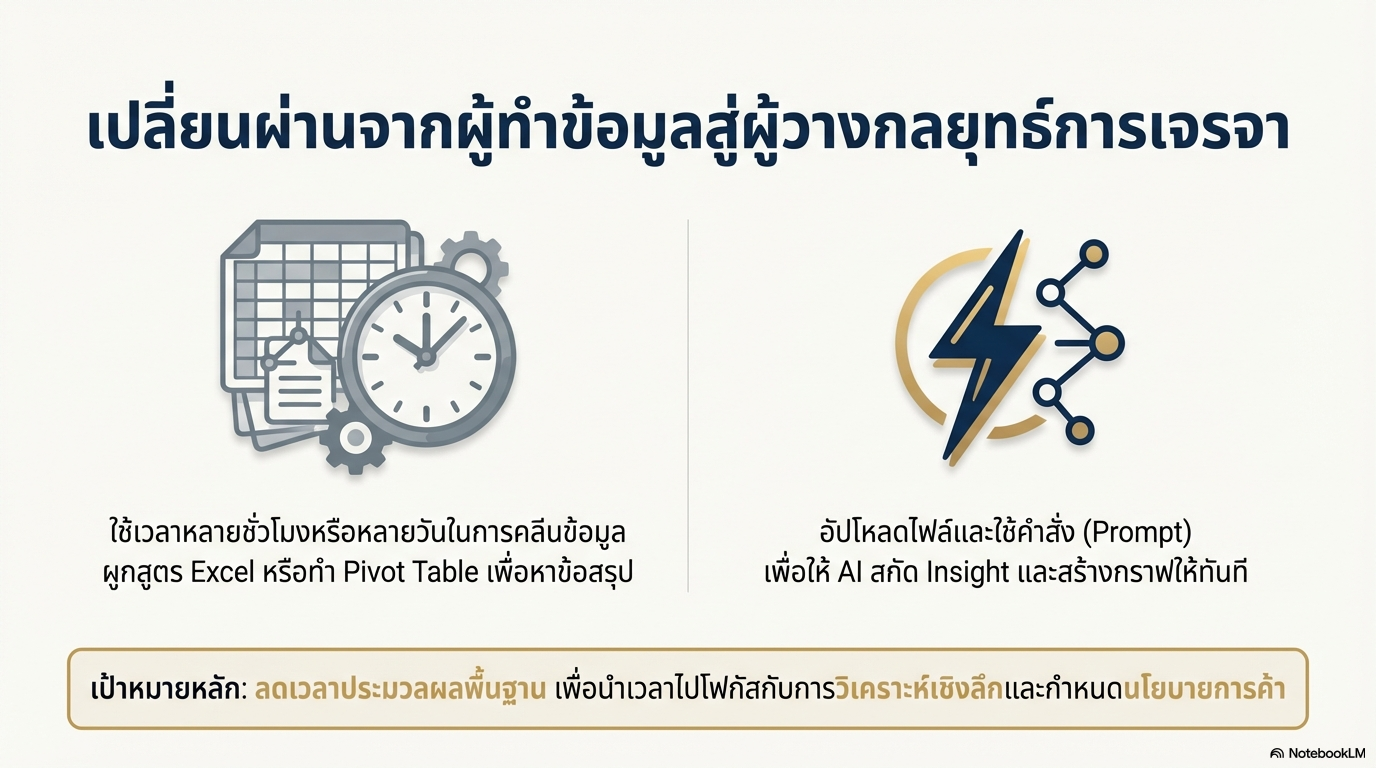 เปลี่ยนผ่านจากผู้ทำข้อมูลสู่ผู้วางกลยุทธ์การเจรจา
ใช้เวลาหลายชั่วโมงหรือหลายวันในการคลีนข้อมูล
ผูกสูตร Excel หรือทำ Pivot Table เพื่อหาข้อสรุป
อัปโหลดไฟล์และใช้คำสั่ง (Prompt)
เพื่อให้ AI สกัด Insight และสร้างกราฟให้ทันที
เป้าหมายหลัก: ลดเวลาประมวลผลพื้นฐาน เพื่อนำเวลาไปโฟกัสกับการวิเคราะห์เชิงลึกและกำหนดนโยบายการค้า
NotebookLM